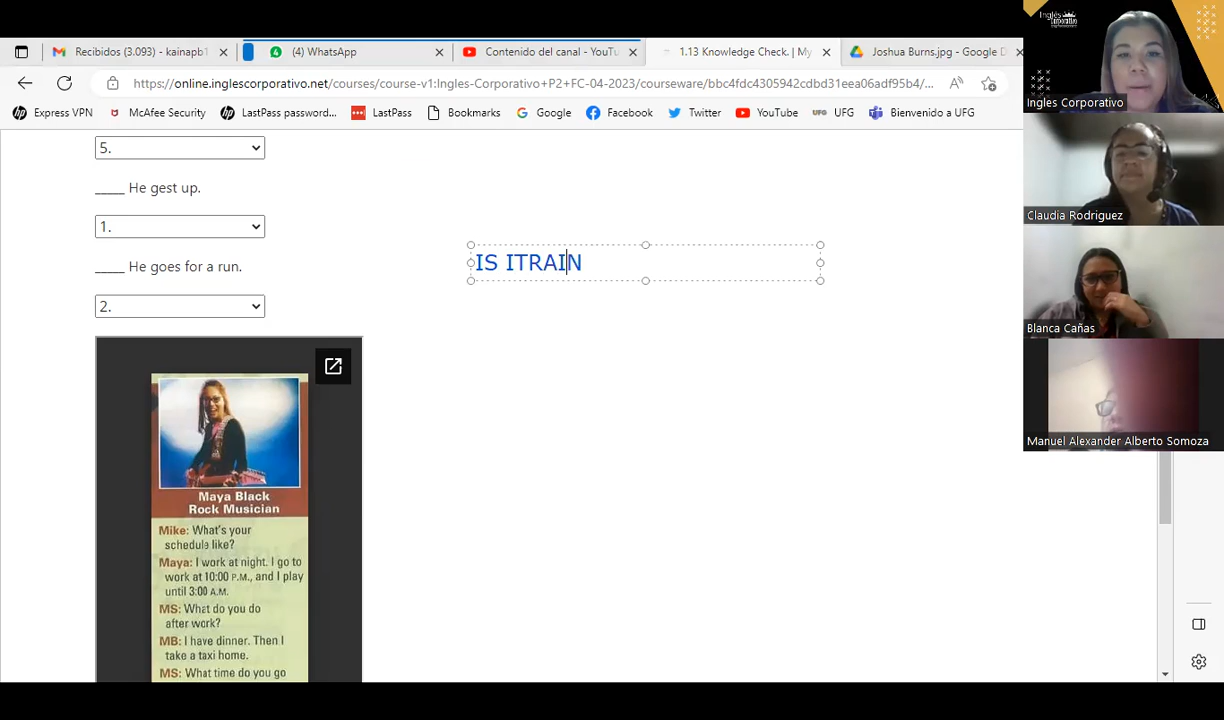 Recibidos (3.093) - kainapb1
(4) WhatsApp
Contenido del canal - YouTu
1.13 Knowledge Check. | My
Joshua Burns.jpg - Google D
https://online.inglescorporativo.net/courses/course-v1:Ingles-Corporativo+P2+FC-04-2023/courseware/bbc4fdc4305942cdbd31eea06adf95b4/...
Express VPN
McAfee Security
LastPass password...
LastPass
Bookmarks
Google
Facebook
Twitter
YouTube
UFG
Bienvenido a UFG
5.
_____ He gest up.
1.
_____ He goes for a run.
2.
IS ITRAIN
Maya Black
Rock Musician
Mike: What's your
schedule like?
Maya: I work at night. I go to
work at 10:00 P.M., and I play
until 3:00 A.M.
MS: What do you do
after work?
MB: I have dinner. Then I
take a taxi home.
MS: What time do you go
Inglés
Corporativo
Ingles Corporativo
Claudia Rodriguez
Blanca Cañas
Manuel Alexander Alberto Somoza